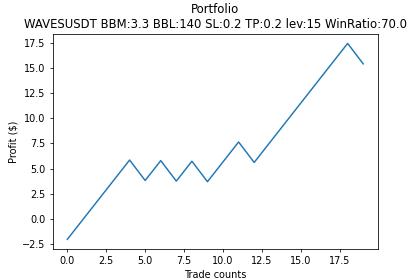 Portfolio
WAVESUSDT BBM:3.3 BBL:140 SL:0.2 TP:0.2 lev:15 WinRatio:70.0
17.5
15.0
12.5
10.0
7.5
5.0
2.5
0.0
−2.5
Profit ($)
0.0 2.5 5.0 7.5 10.0 12.5 15.0 17.5
Trade counts